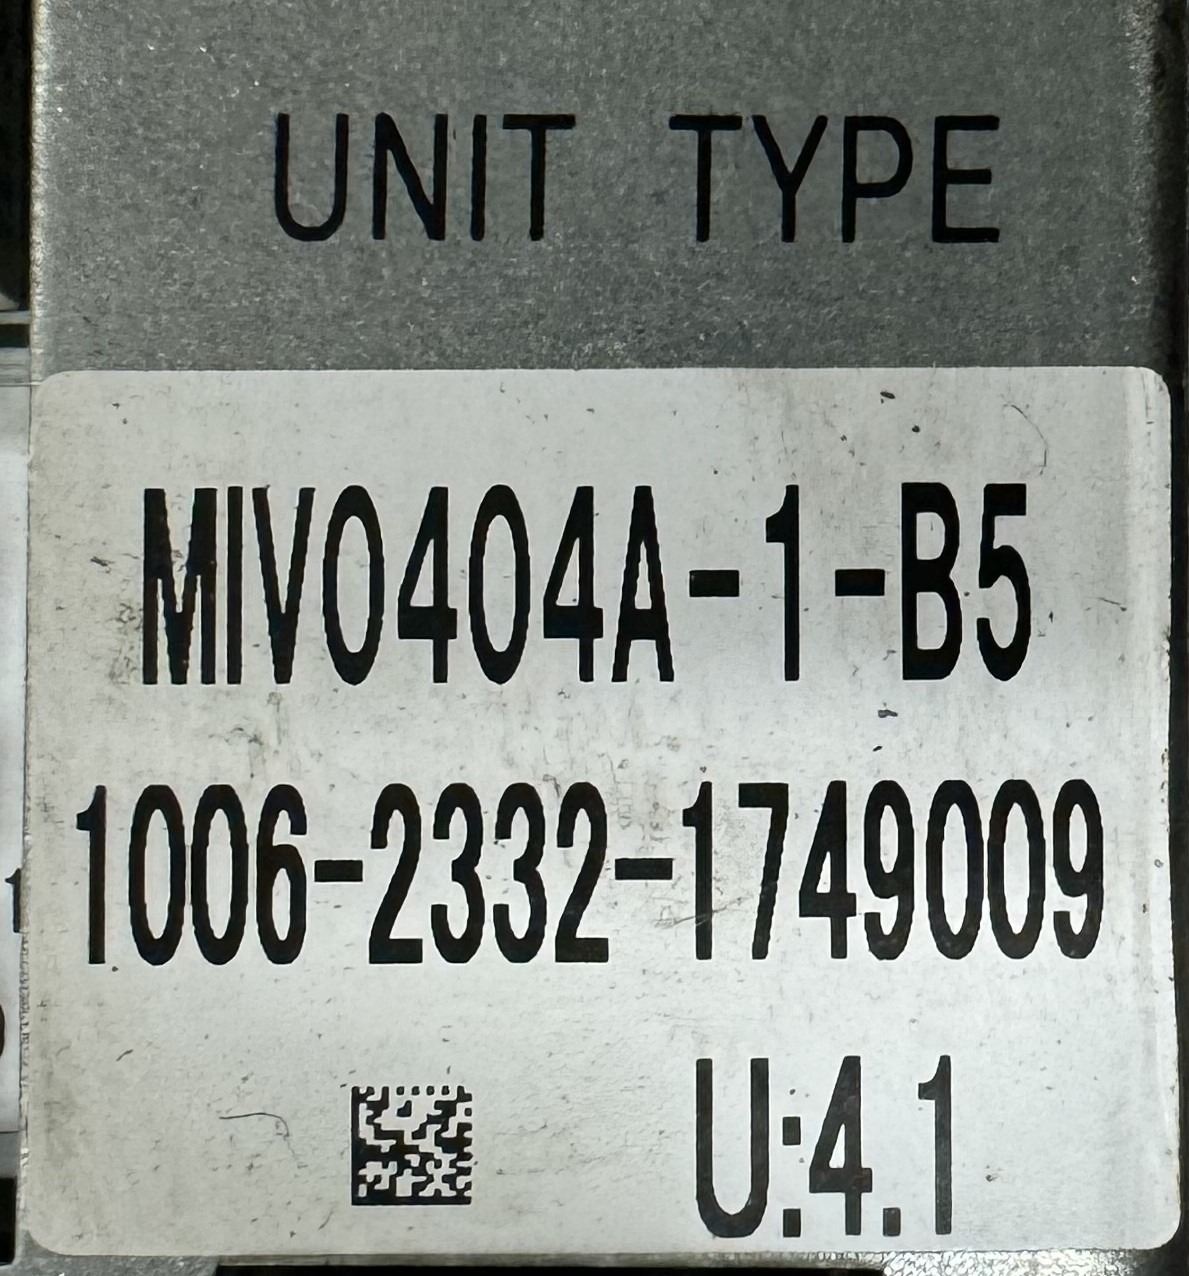 UNIT TYPE
MIV0404A-1-B5
1006-2332-1749009
U:4.1